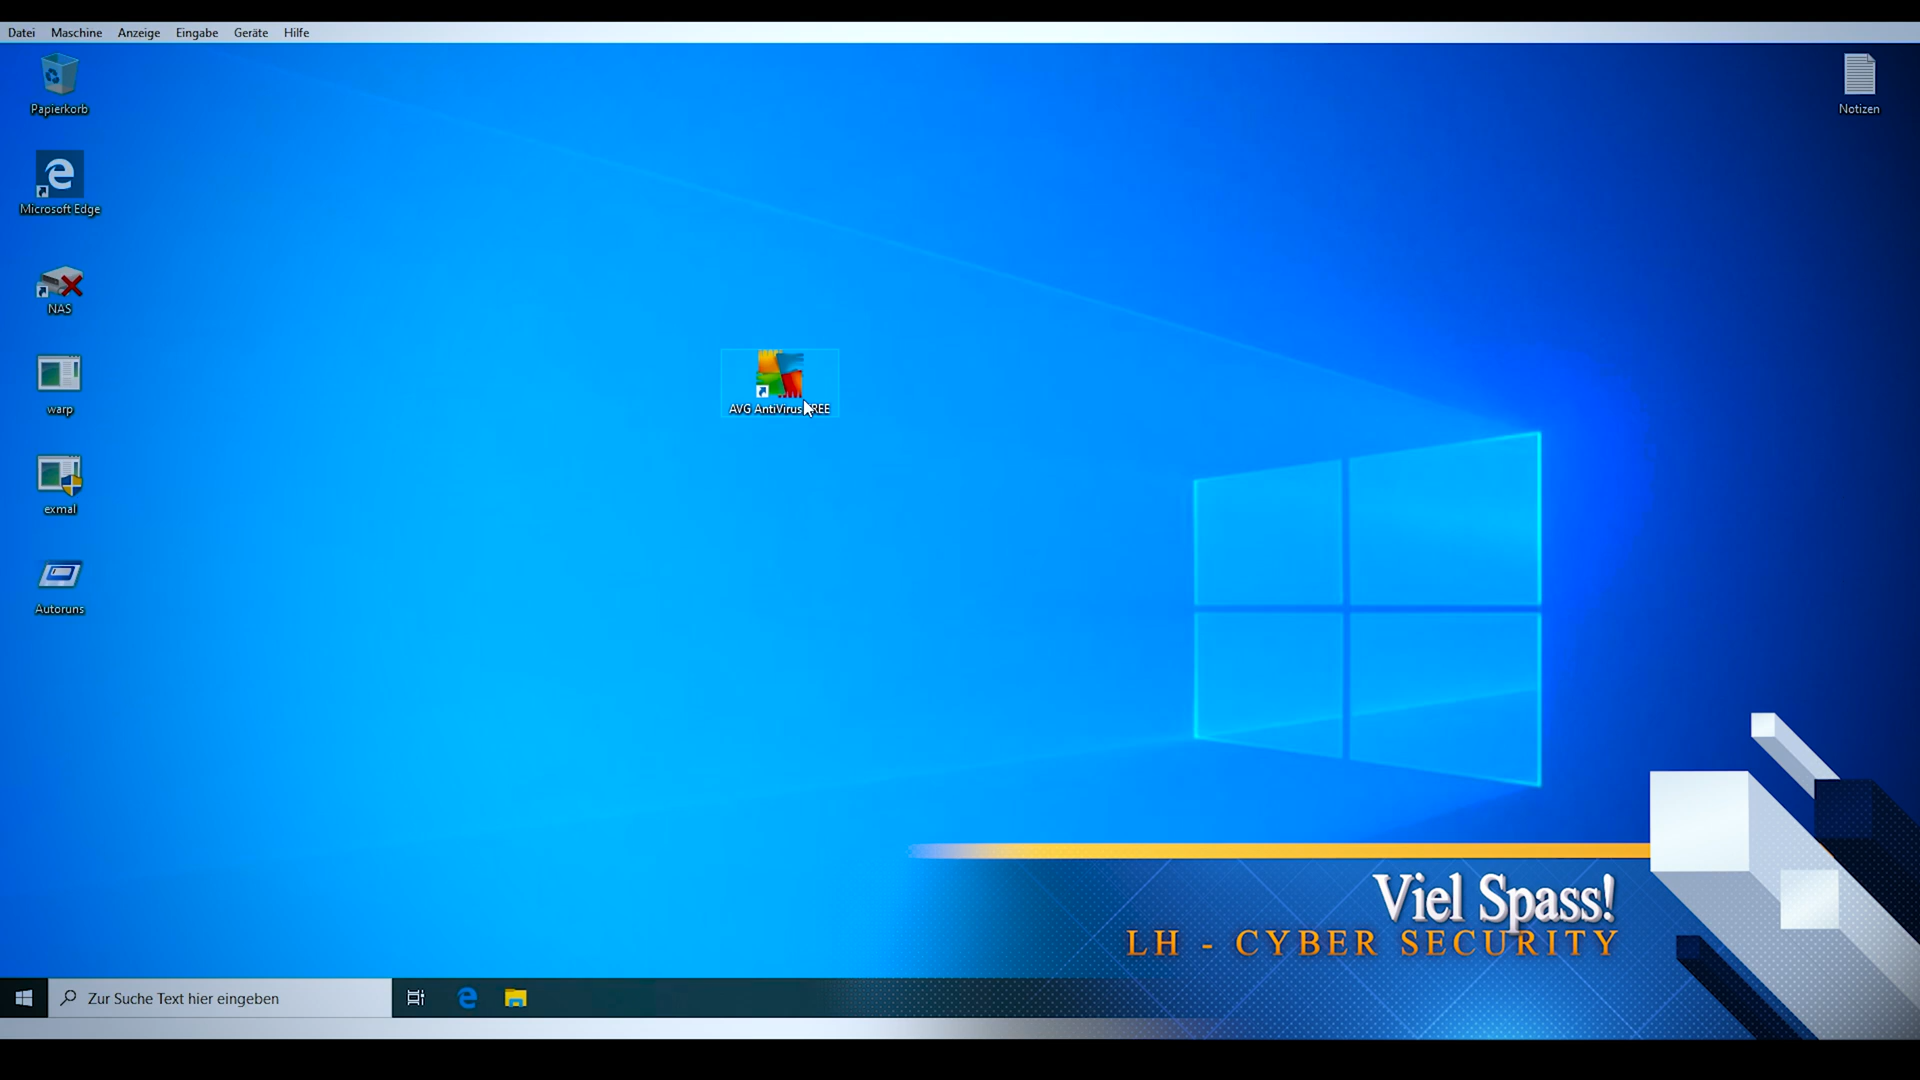 Datei Maschine Anzeige Eingabe Geräte Hilfe
Papierkorb
Notizen
Microsoft Edge
NAS
warp
AVG AntiVirus REE
exmal
Autoruns
Viel Spass!
LH - CYBER SECURITY
Zur Suche Text hier eingeben